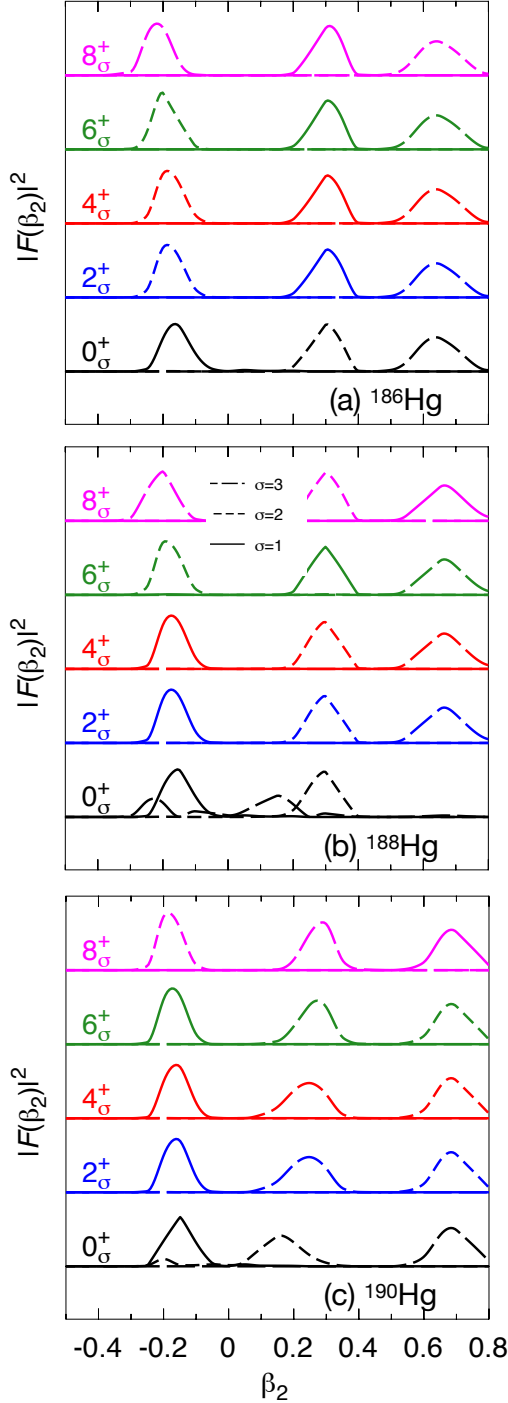 8⁺σ
6⁺σ
4⁺σ
2⁺σ
0⁺σ
|F(β₂)|²
(a) ¹⁸⁶Hg
8⁺σ
6⁺σ
4⁺σ
2⁺σ
0⁺σ
σ=3
σ=2
σ=1
|F(β₂)|²
(b) ¹⁸⁸Hg
8⁺σ
6⁺σ
4⁺σ
2⁺σ
0⁺σ
|F(β₂)|²
(c) ¹⁹⁰Hg
-0.4 -0.2 0 0.2 0.4 0.6 0.8
β₂